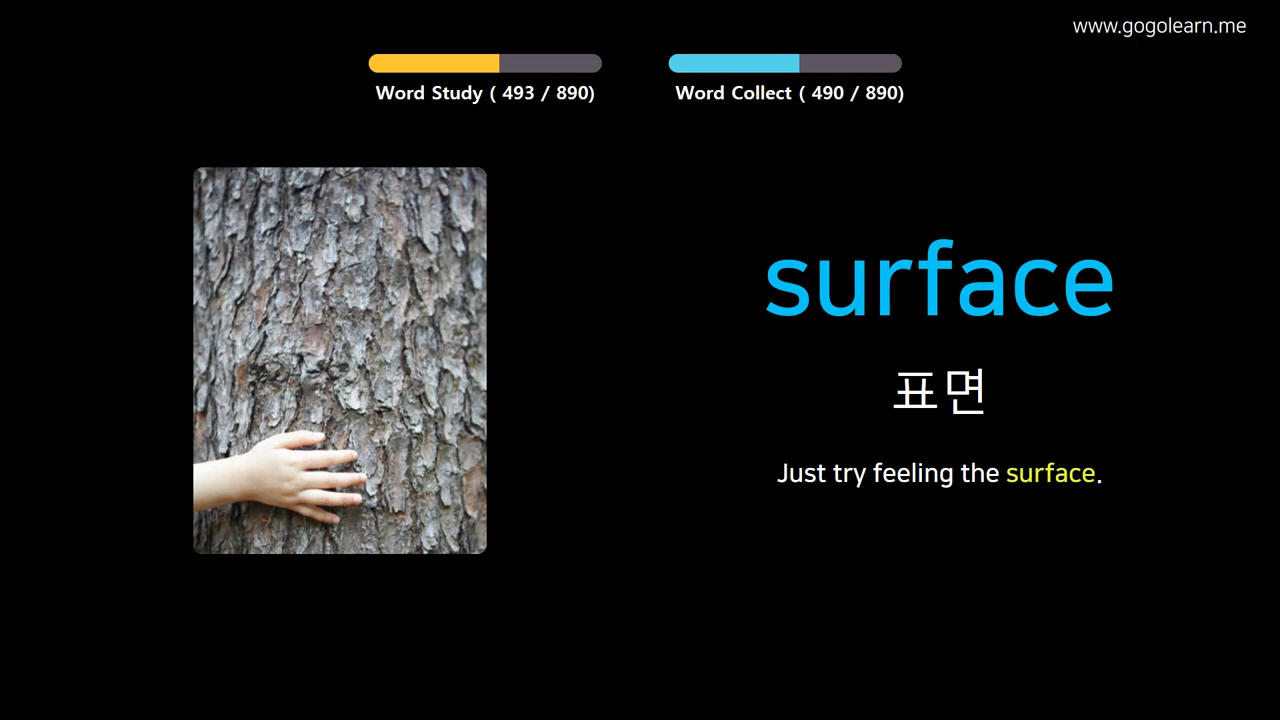 www.gogolearn.me
Word Study ( 493 / 890)
Word Collect ( 490 / 890)
surface
표면
Just try feeling the surface.